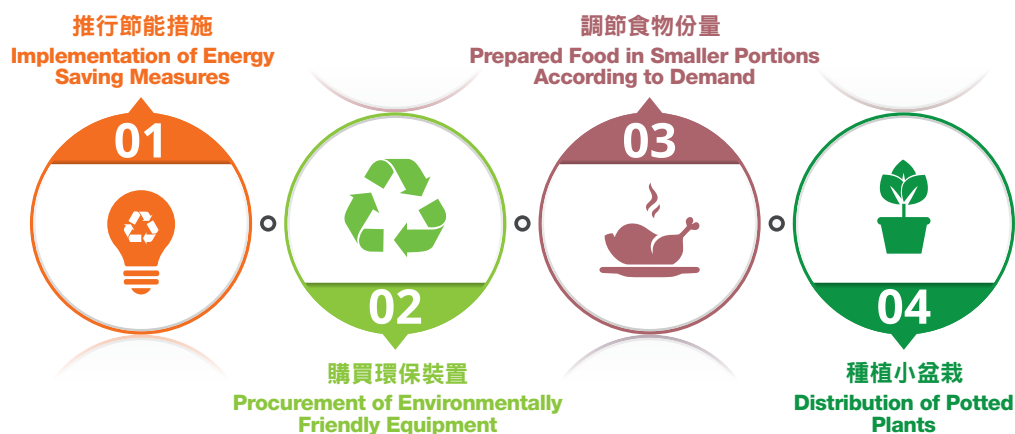 推行節能措施
Implementation of Energy
Saving Measures
01
02
購買環保裝置
Procurement of Environmentally
Friendly Equipment
調節食物份量
Prepared Food in Smaller Portions
According to Demand
03
04
種植小盆栽
Distribution of Potted
Plants